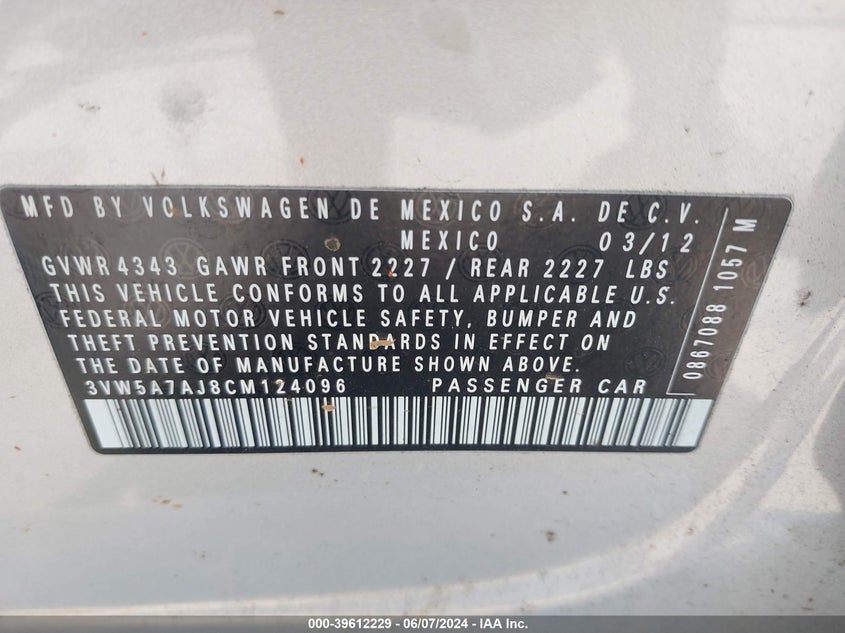 MFD BY VOLKSWAGEN DE MEXICO S.A. DE C.V.
MEXICO 03/12
GVWR 4343 GAWR FRONT 2227 / REAR 2227 LBS
THIS VEHICLE CONFORMS TO ALL APPLICABLE U.S.
FEDERAL MOTOR VEHICLE SAFETY, BUMPER AND
THEFT PREVENTION STANDARDS IN EFFECT ON
THE DATE OF MANUFACTURE SHOWN ABOVE.
3VW5A7AJ8CM124096 PASSENGER CAR
0867088 1057 M
000-39612229 - 06/07/2024 - IAA Inc.